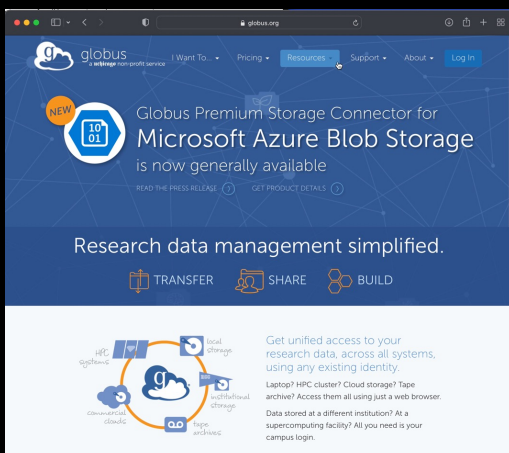 globus.org
globus
a uchicago non-profit service
I Want To...
Pricing
Resources
Support
About
Log In
NEW
10
01
Globus Premium Storage Connector for
Microsoft Azure Blob Storage
is now generally available
READ THE PRESS RELEASE
GET PRODUCT DETAILS
Research data management simplified.
TRANSFER
SHARE
BUILD
HPC
systems
local
storage
institutional
storage
tape
archives
commercial
clouds
g
Get unified access to your
research data, across all systems,
using any existing identity.
Laptop? HPC cluster? Cloud storage? Tape
archive? Access them all using just a web browser.
Data stored at a different institution? At a
supercomputing facility? All you need is your
campus login.